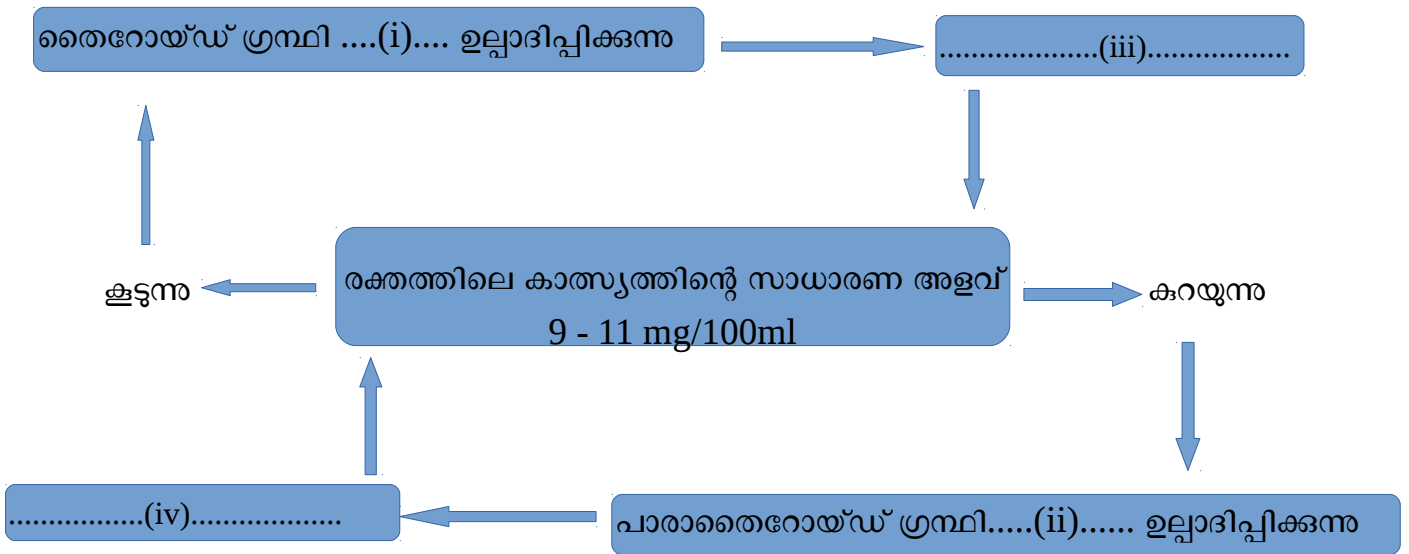 തൈറോയ്ഡ് ഗ്രന്ഥി ....(i).... ഉല്പാദിപ്പിക്കുന്നു
....................(iii)..................
കൂടുന്നു
രക്തത്തിലെ കാത്സ്യത്തിന്റെ സാധാരണ അളവ്
9 - 11 mg/100ml
കുറയുന്നു
.................(iv)...................
പാരാതൈറോയ്ഡ് ഗ്രന്ഥി.....(ii)...... ഉല്പാദിപ്പിക്കുന്നു